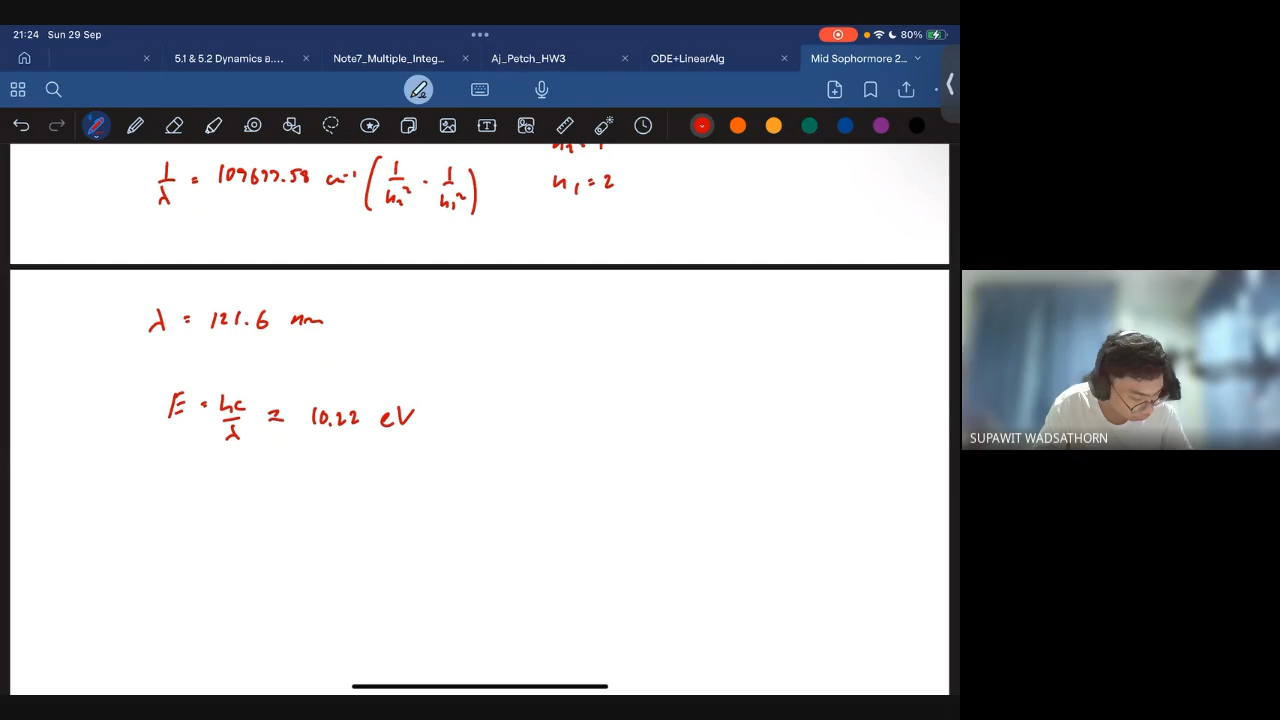 21:24 Sun 29 Sep
80%
5.1 & 5.2 Dynamics a....
Note7_Multiple_Integ...
Aj_Petch_HW3
ODE+LinearAlg
Mid Sophormore 2...
1/λ = 109677.58 cm⁻¹ (1/n₂² - 1/n₁²)
n₁ = 2
λ = 121.6 nm
E = hc/λ ≈ 10.22 eV
SUPAWIT WADSATHORN